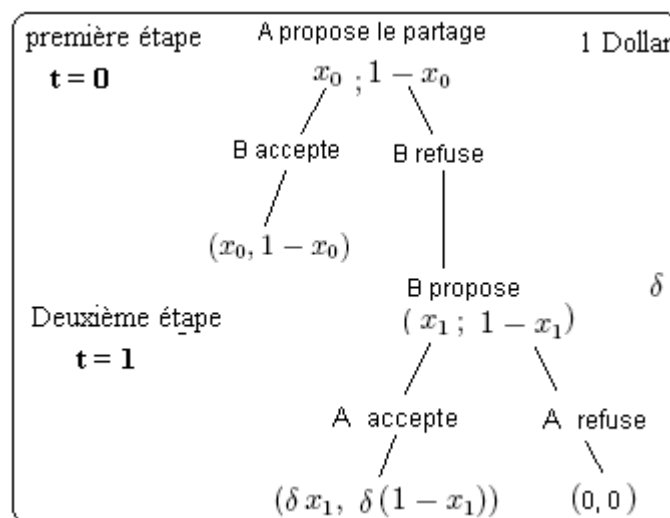 première étape
A propose le partage
1 Dollar
t = 0
x₀ ; 1 − x₀
B accepte
B refuse
(x₀, 1 − x₀)
B propose
δ
Deuxième étape
( x₁ ; 1 − x₁)
t = 1
A accepte
A refuse
(δ x₁, δ (1 − x₁))
(0, 0)